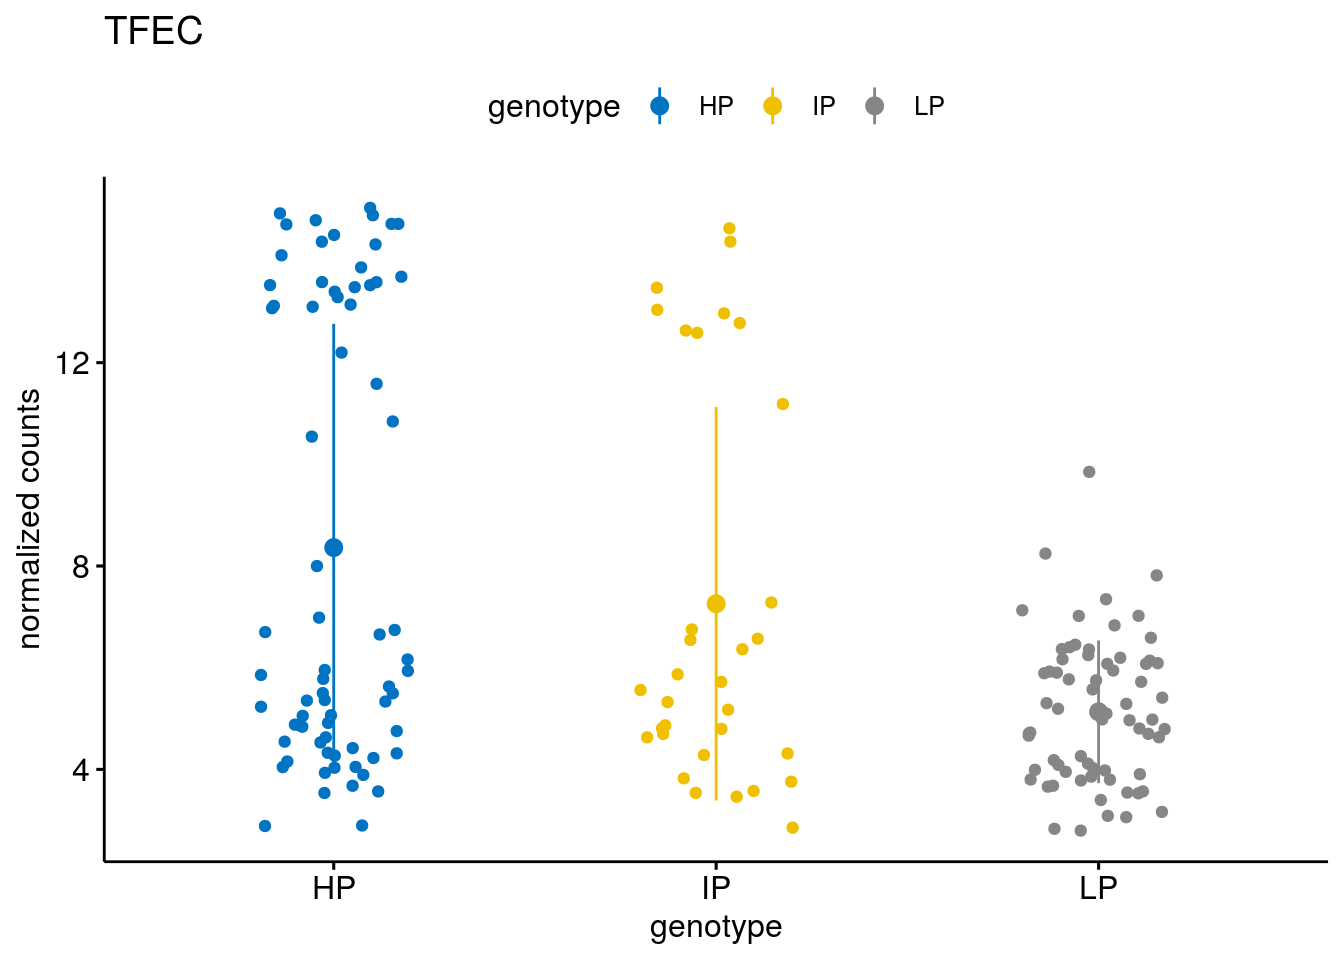 TFEC
genotype HP IP LP
normalized counts
12
8
4
HP IP LP
genotype